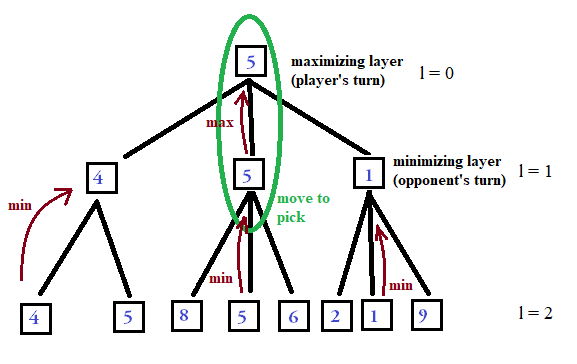 5
maximizing layer
(player's turn)
l = 0
max
4
5
1
minimizing layer
(opponent's turn)
l = 1
min
move to
pick
min
min
4
5
8
5
6
2
1
9
l = 2